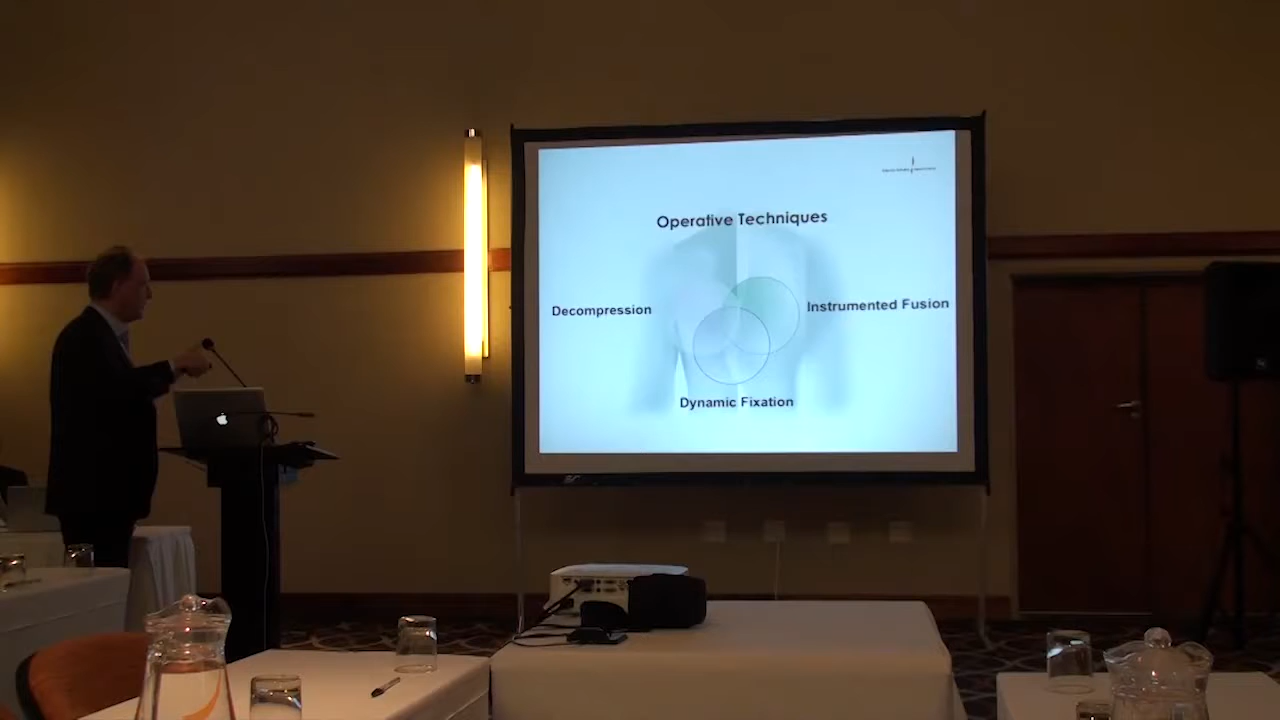 Operative Techniques
Decompression
Instrumented Fusion
Dynamic Fixation